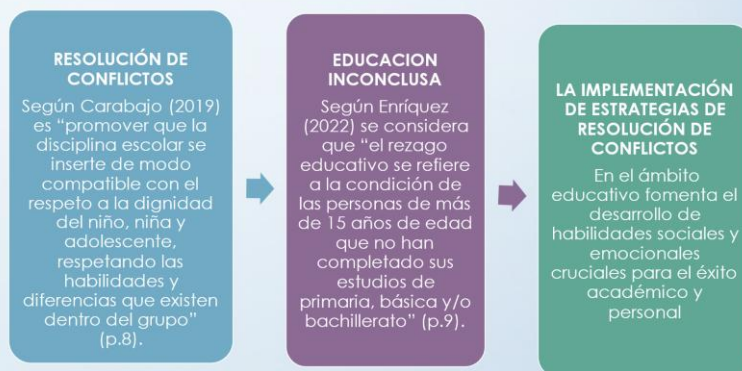 RESOLUCIÓN DE
CONFLICTOS
Según Carabajo (2019)
es “promover que la
disciplina escolar se
inserte de modo
compatible con el
respeto a la dignidad
del niño, niña y
adolescente,
respetando las
habilidades y
diferencias que existen
dentro del grupo”
(p.8).
EDUCACION
INCONCLUSA
Según Enríquez
(2022) se considera
que “el rezago
educativo se refiere
a la condición de
las personas de más
de 15 años de edad
que no han
completado sus
estudios de
primaria, básica y/o
bachillerato” (p.9).
LA IMPLEMENTACIÓN
DE ESTRATEGIAS DE
RESOLUCIÓN DE
CONFLICTOS
En el ámbito
educativo fomenta el
desarrollo de
habilidades sociales y
emocionales
cruciales para el éxito
académico y
personal